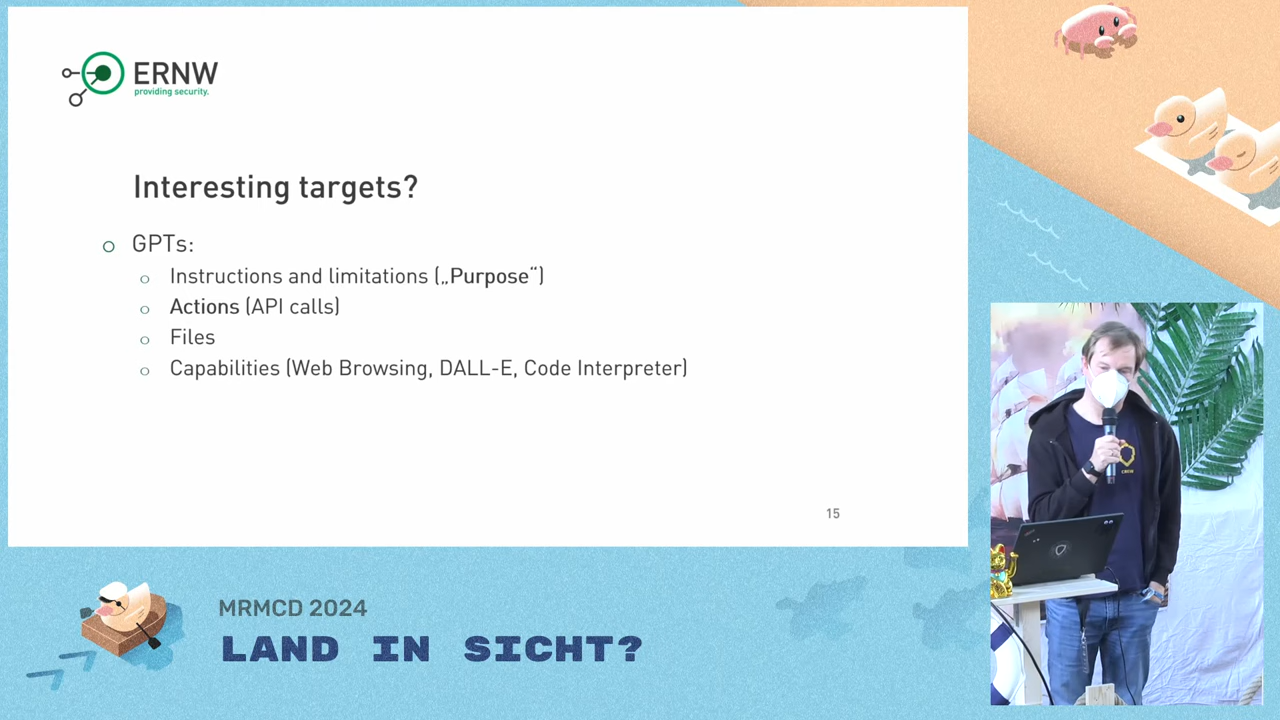 ERNW
providing security.
Interesting targets?
GPTs:
Instructions and limitations („Purpose“)
Actions (API calls)
Files
Capabilities (Web Browsing, DALL-E, Code Interpreter)
15
MRMCD 2024
LAND IN SICHT?